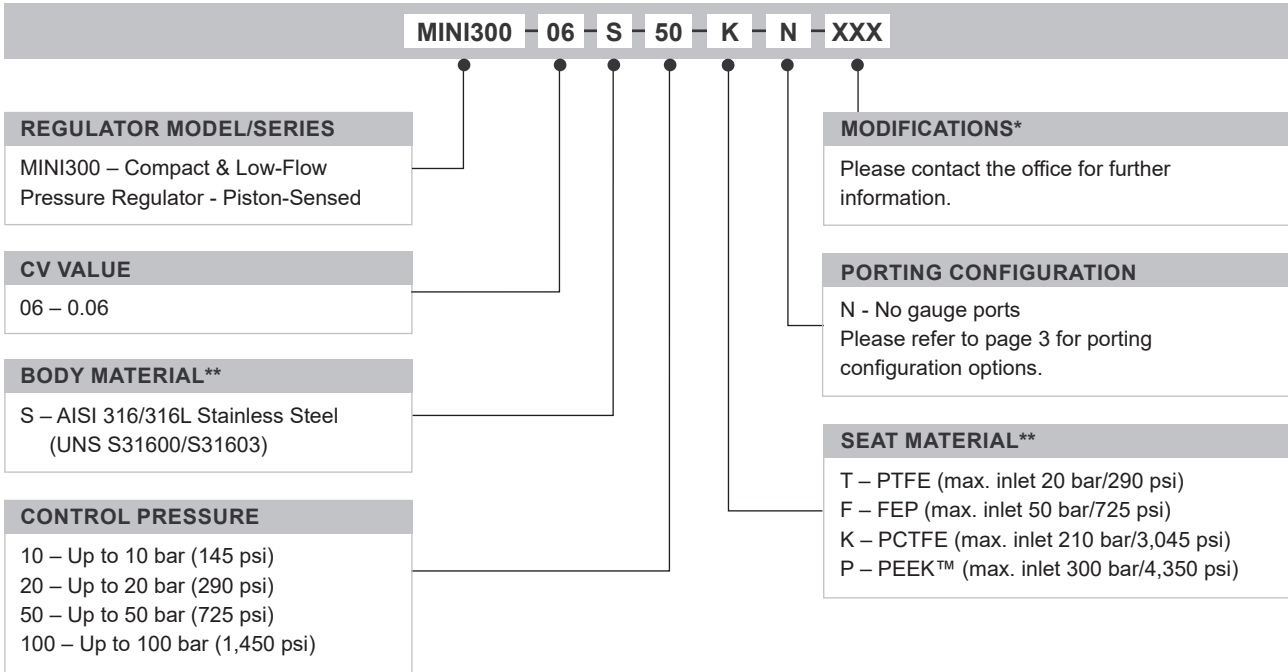 MINI300 06 S 50 K N XXX
REGULATOR MODEL/SERIES
MINI300 – Compact & Low-Flow
Pressure Regulator - Piston-Sensed
CV VALUE
06 – 0.06
BODY MATERIAL**
S – AISI 316/316L Stainless Steel
(UNS S31600/S31603)
CONTROL PRESSURE
10 – Up to 10 bar (145 psi)
20 – Up to 20 bar (290 psi)
50 – Up to 50 bar (725 psi)
100 – Up to 100 bar (1,450 psi)
MODIFICATIONS*
Please contact the office for further
information.
PORTING CONFIGURATION
N - No gauge ports
Please refer to page 3 for porting
configuration options.
SEAT MATERIAL**
T – PTFE (max. inlet 20 bar/290 psi)
F – FEP (max. inlet 50 bar/725 psi)
K – PCTFE (max. inlet 210 bar/3,045 psi)
P – PEEK™ (max. inlet 300 bar/4,350 psi)